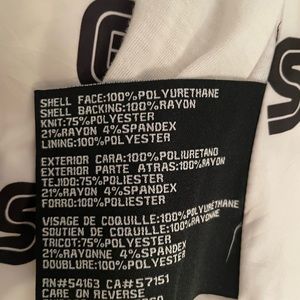 SHELL FACE:100%POLYURETHANE
SHELL BACKING:100%RAYON
KNIT:75%POLYESTER
21%RAYON 4%SPANDEX
LINING:100%POLYESTER
EXTERIOR CARA:100%POLIURETANO
EXTERIOR PARTE ATRAS:100%RAYON
TEJIDO:75%POLIESTER
21%RAYON 4%SPANDEX
FORRO:100%POLIESTER
VISAGE DE COQUILLE:100%POLYURETHANE
SOUTIEN DE COQUILLE:100%RAYONNE
TRICOT:75%POLYESTER
21%RAYONNE 4%SPANDEX
DOUBLURE:100%POLYESTER
RN#54163 CA#57151
CARE ON REVERSE